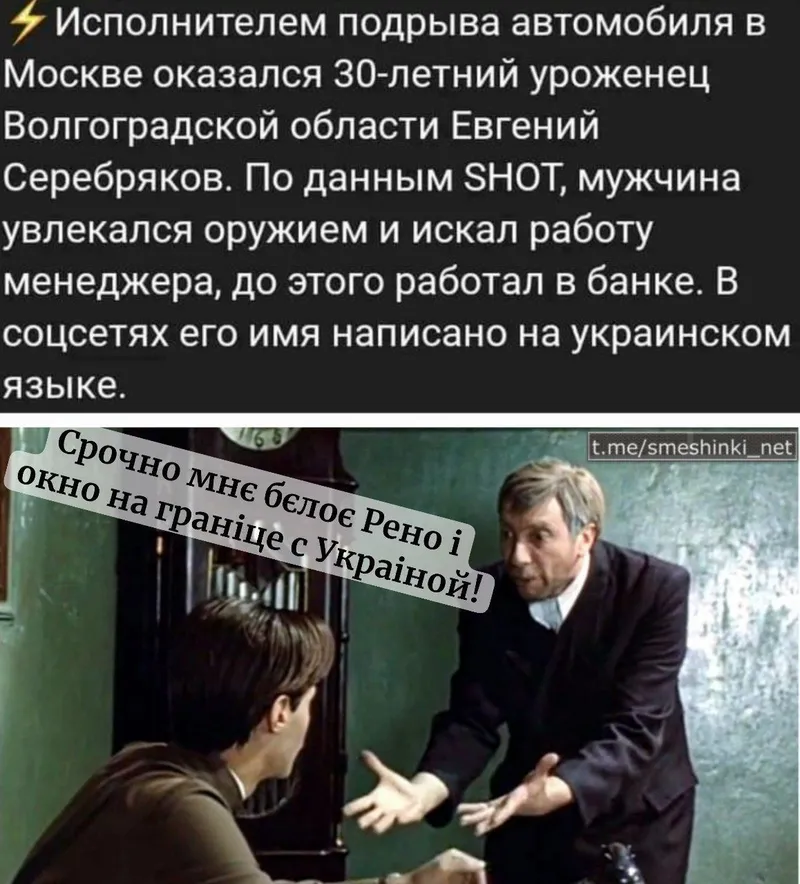 ⚡Исполнителем подрыва автомобиля в
Москве оказался 30-летний уроженец
Волгоградской области Евгений
Серебряков. По данным SHOT, мужчина
увлекался оружием и искал работу
менеджера, до этого работал в банке. В
соцсетях его имя написано на украинском
языке.
t.me/smeshinki_net
Срочно мнє бєлоє Рено і
окно на граніце с Украіной!